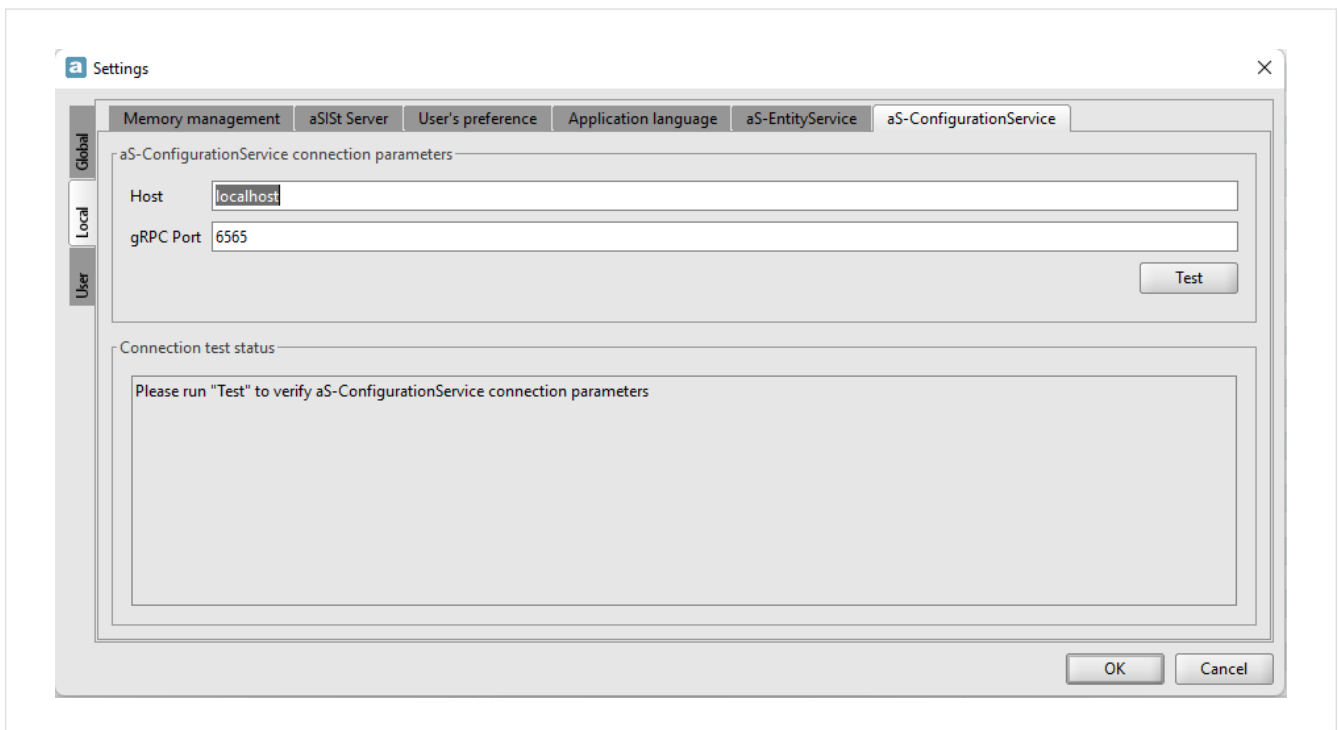 a Settings
Memory management aSISt Server User's preference Application language aS-EntityService aS-ConfigurationService
Global
Local
User
aS-ConfigurationService connection parameters
Host localhost
gRPC Port 6565
Test
Connection test status
Please run "Test" to verify aS-ConfigurationService connection parameters
OK Cancel